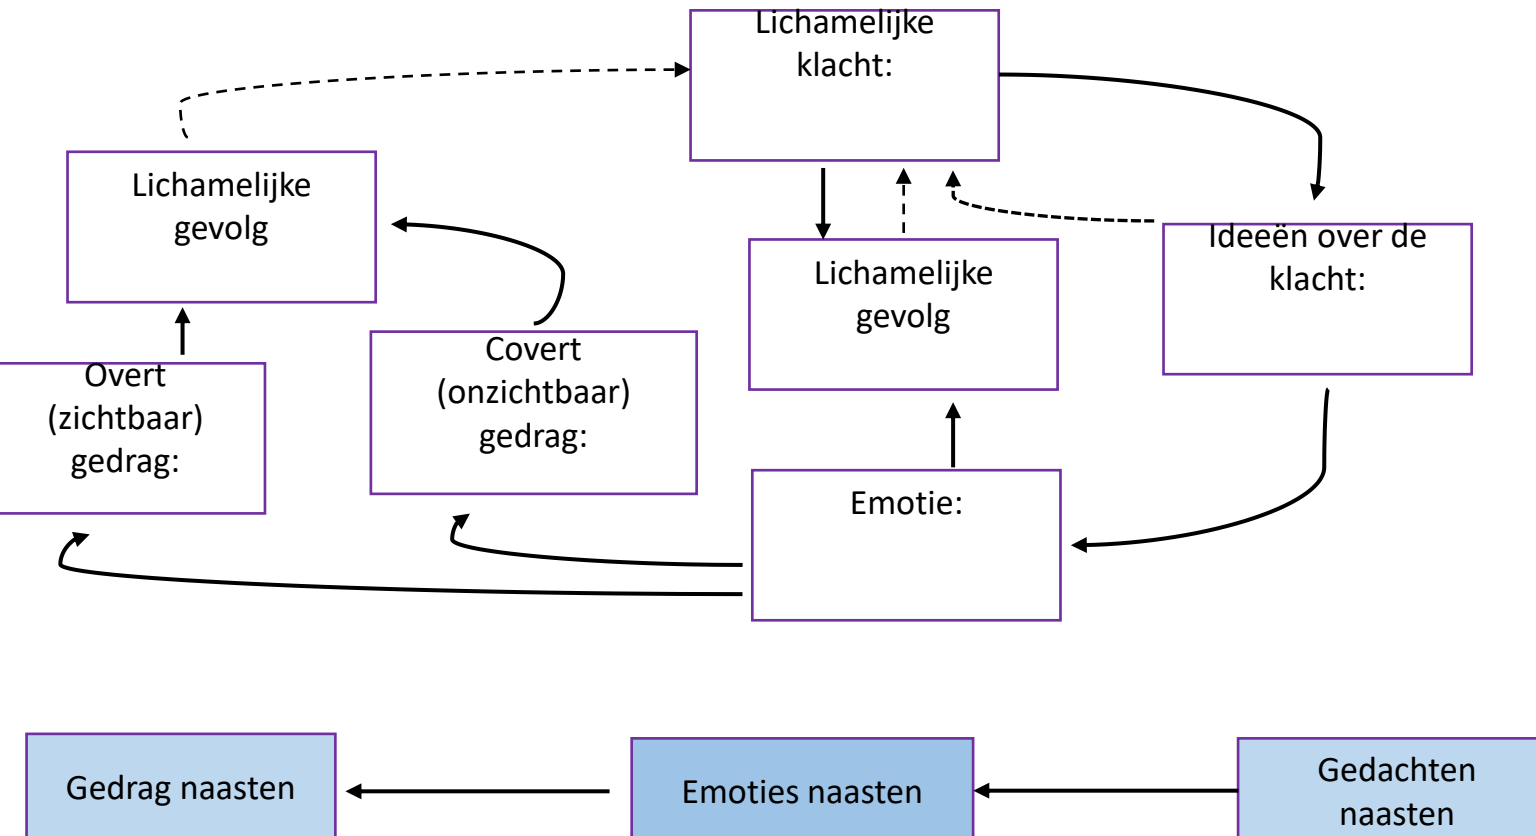 Lichamelijke
klacht:
Lichamelijke
gevolg
Ideeën over de
klacht:
Lichamelijke
gevolg
Overt
(zichtbaar)
gedrag:
Covert
(onzichtbaar)
gedrag:
Emotie:
Gedrag naasten
Emoties naasten
Gedachten
naasten